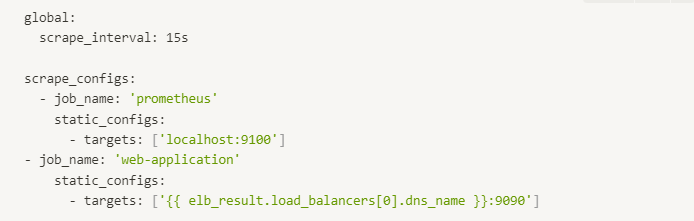 global:
  scrape_interval: 15s

scrape_configs:
  - job_name: 'prometheus'
    static_configs:
      - targets: ['localhost:9100']
- job_name: 'web-application'
    static_configs:
      - targets: ['{{ elb_result.load_balancers[0].dns_name }}:9090']